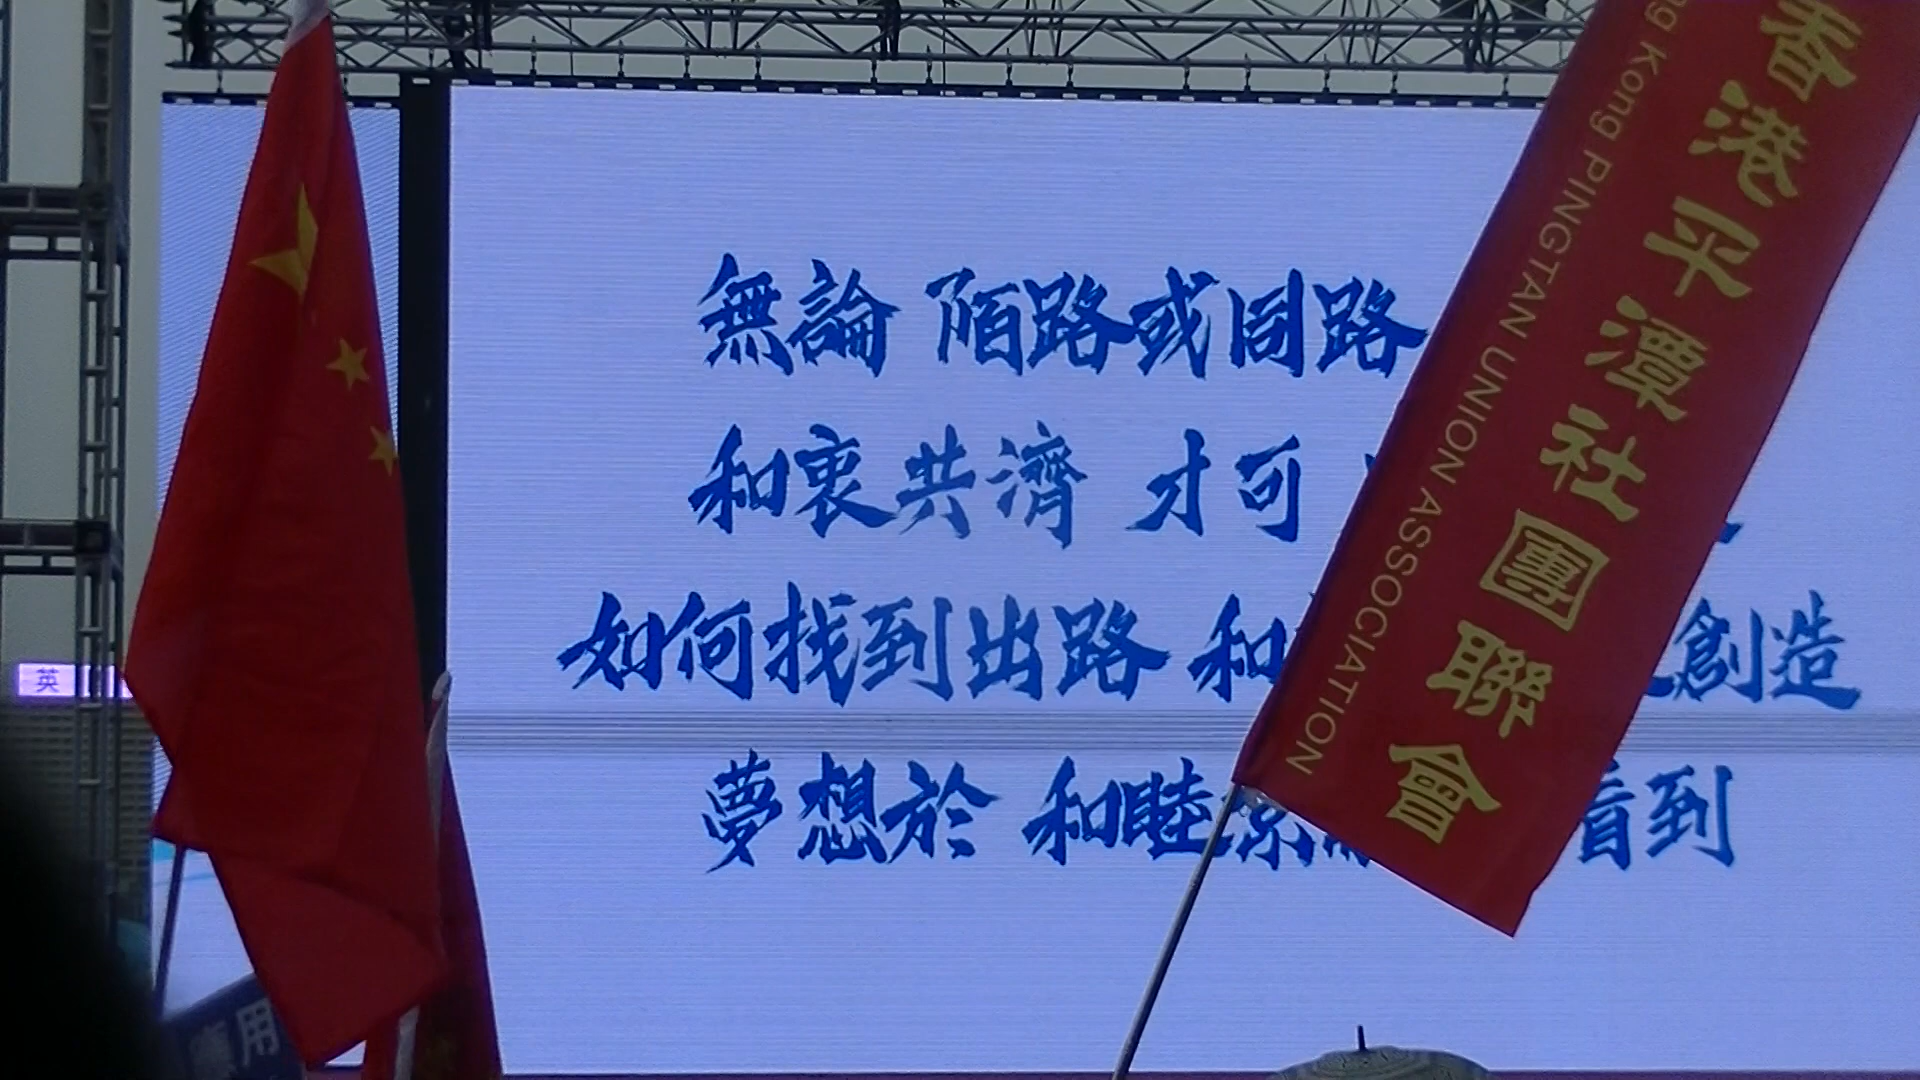 無論 陌路或同路
和衷共濟 才可
如何找到出路 和
創造
夢想於 和睦
看到
香港平潭社團聯會
ng Kong PINGTAN UNION ASSOCIATION
英
用